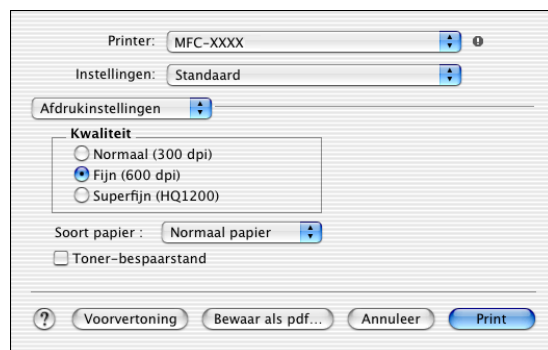 Printer: MFC-XXXX
Instellingen: Standaard
Afdrukinstellingen
Kwaliteit
Normaal (300 dpi)
Fijn (600 dpi)
Superfijn (HQ1200)
Soort papier : Normaal papier
Toner-bespaarstand
? Voorvertoning Bewaar als pdf... Annuleer Print